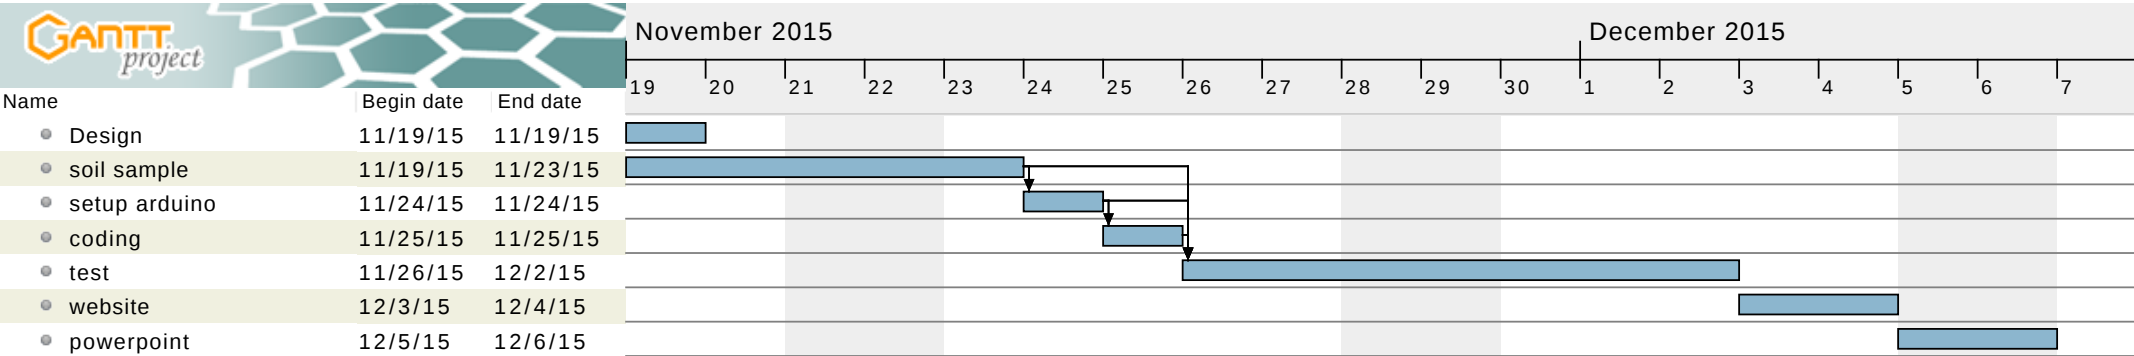 GANTT
project
November 2015 December 2015
19 20 21 22 23 24 25 26 27 28 29 30 1 2 3 4 5 6 7
Name Begin date End date
Design 11/19/15 11/19/15
soil sample 11/19/15 11/23/15
setup arduino 11/24/15 11/24/15
coding 11/25/15 11/25/15
test 11/26/15 12/2/15
website 12/3/15 12/4/15
powerpoint 12/5/15 12/6/15